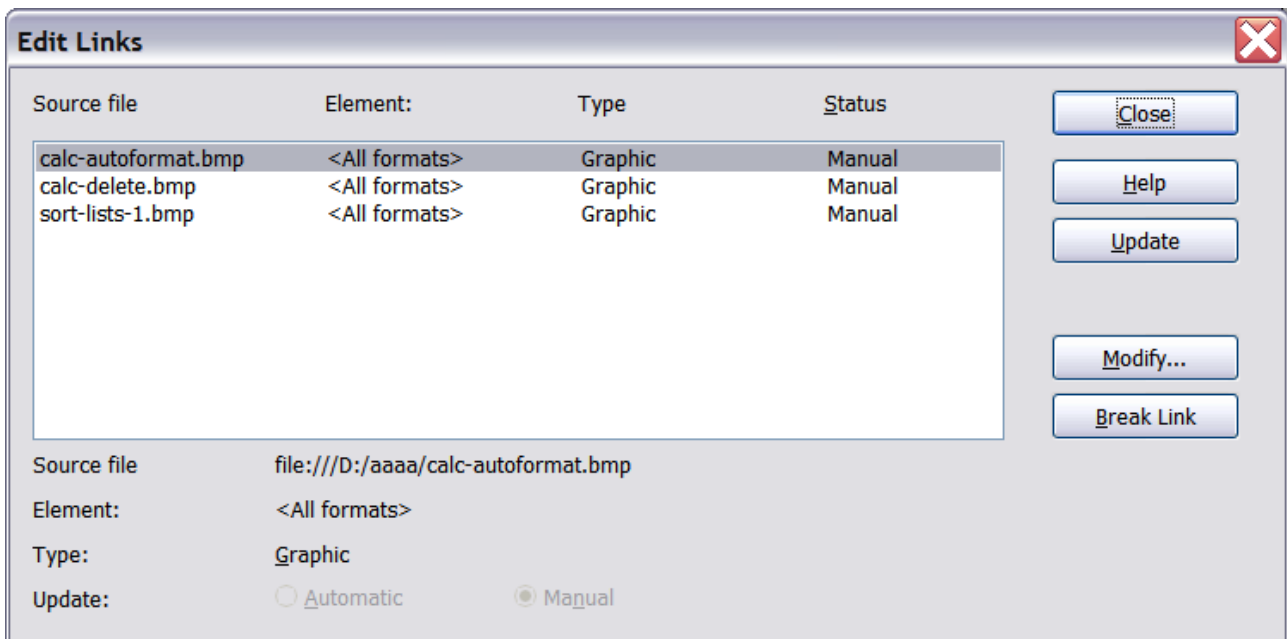 Edit Links
Source file Element: Type Status
calc-autoformat.bmp <All formats> Graphic Manual
calc-delete.bmp <All formats> Graphic Manual
sort-lists-1.bmp <All formats> Graphic Manual
Close
Help
Update
Modify...
Break Link
Source file file:///D:/aaaa/calc-autoformat.bmp
Element: <All formats>
Type: Graphic
Update: Automatic Manual